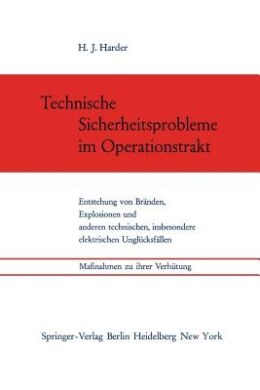 H. J. Harder
Technische
Sicherheitsprobleme
im Operationstrakt
Entstehung von Bränden,
Explosionen und
anderen technischen, insbesondere
elektrischen Unglücksfällen
Maßnahmen zu ihrer Verhütung
Springer-Verlag Berlin Heidelberg New York